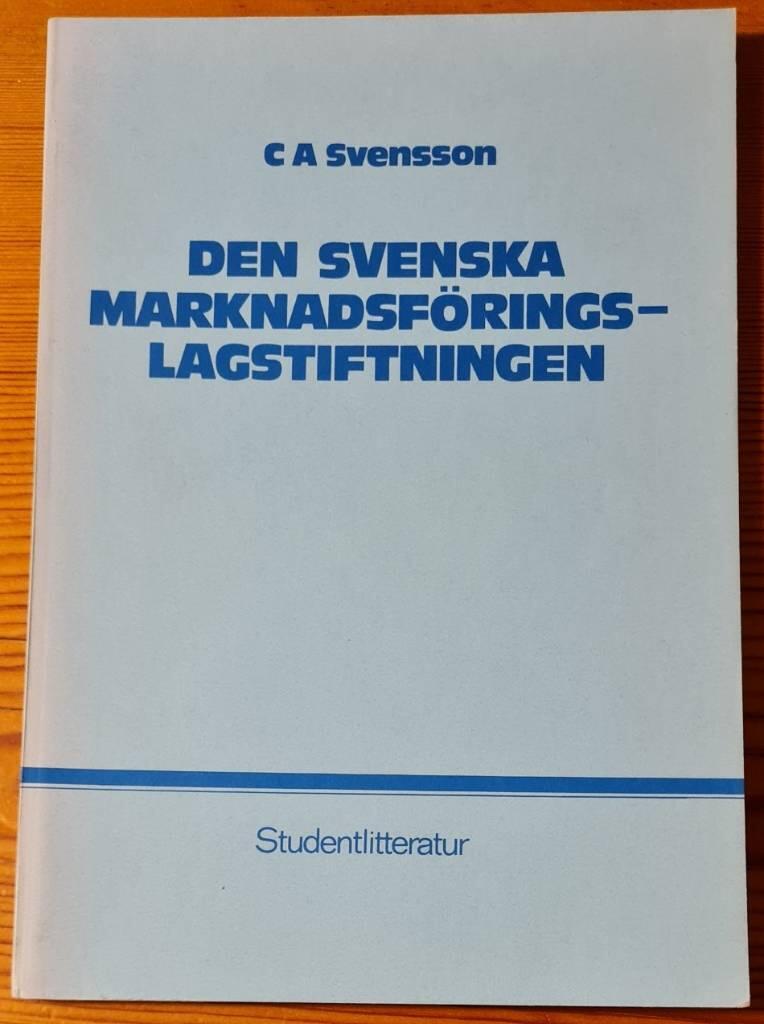 C A Svensson
DEN SVENSKA
MARKNADSFÖRINGS-
LAGSTIFTNINGEN
Studentlitteratur